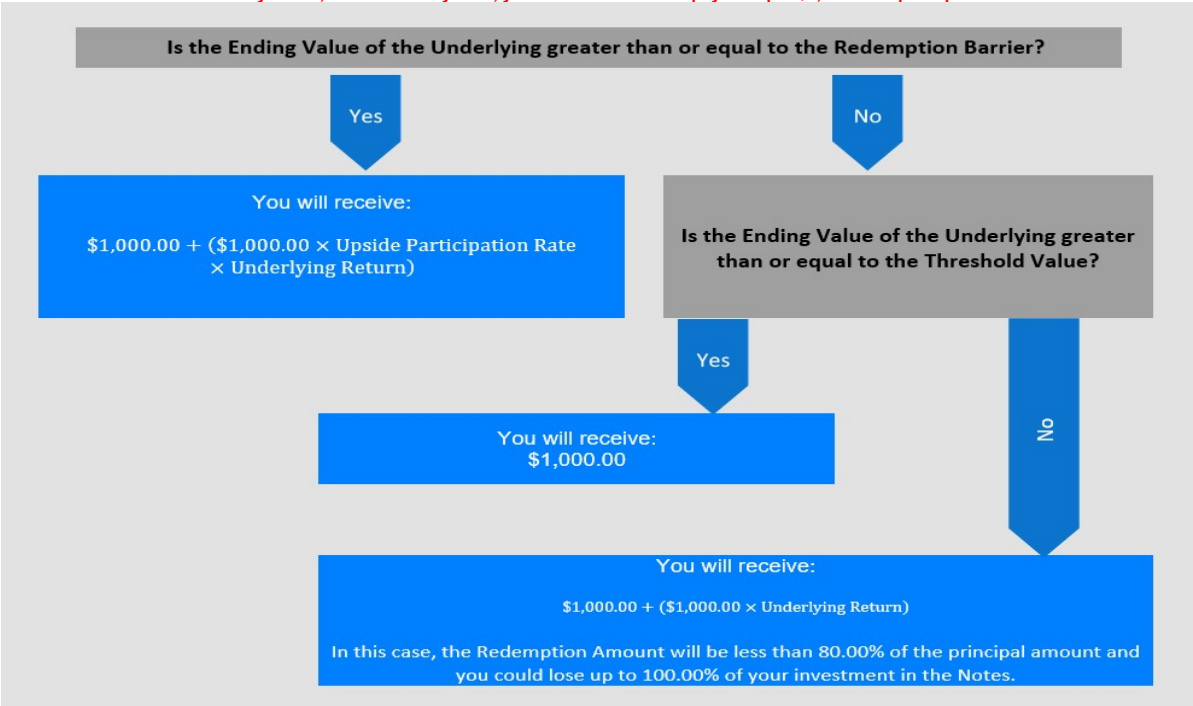 Is the Ending Value of the Underlying greater than or equal to the Redemption Barrier?
Yes
No
You will receive:
$1,000.00 + ($1,000.00 × Upside Participation Rate
× Underlying Return)
Is the Ending Value of the Underlying greater
than or equal to the Threshold Value?
Yes
No
You will receive:
$1,000.00
You will receive:
$1,000.00 + ($1,000.00 × Underlying Return)
In this case, the Redemption Amount will be less than 80.00% of the principal amount and
you could lose up to 100.00% of your investment in the Notes.